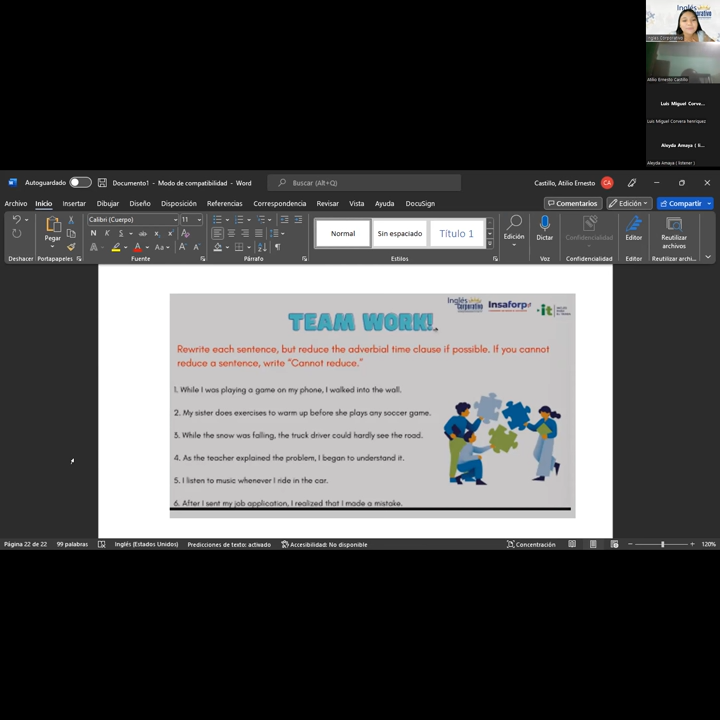 Inglés Corporativo
Ingles Corporativo
Atilio Ernesto Castillo
Luis Miguel Corve...
Luis Miguel Corvera henriquez
Aleyda Amaya ( li...
Aleyda Amaya ( listener )
Autoguardado
Documento1 - Modo de compatibilidad - Word
Buscar (Alt+Q)
Castillo, Atilio Ernesto
CA
Archivo Inicio Insertar Dibujar Diseño Disposición Referencias Correspondencia Revisar Vista Ayuda DocuSign
Comentarios Edición Compartir
Calibri (Cuerpo) 11
Pegar
N K S ab x x
A A Aa A A
Normal Sin espaciado Título 1
Edición Dictar Confidencialidad Editor Reutilizar archivos
Deshacer Portapapeles Fuente Párrafo Estilos Voz Confidencialidad Editor Reutilizar archi...
Inglés Corporativo Insaforp it
TEAM WORK!
Rewrite each sentence, but reduce the adverbial time clause if possible. If you cannot
reduce a sentence, write "Cannot reduce."
1. While I was playing a game on my phone, I walked into the wall.
2. My sister does exercises to warm up before she plays any soccer game.
3. While the snow was falling, the truck driver could hardly see the road.
4. As the teacher explained the problem, I began to understand it.
5. I listen to music whenever I ride in the car.
6. After I sent my job application, I realized that I made a mistake.
Página 22 de 22 99 palabras Inglés (Estados Unidos) Predicciones de texto: activado Accesibilidad: No disponible Concentración 120%